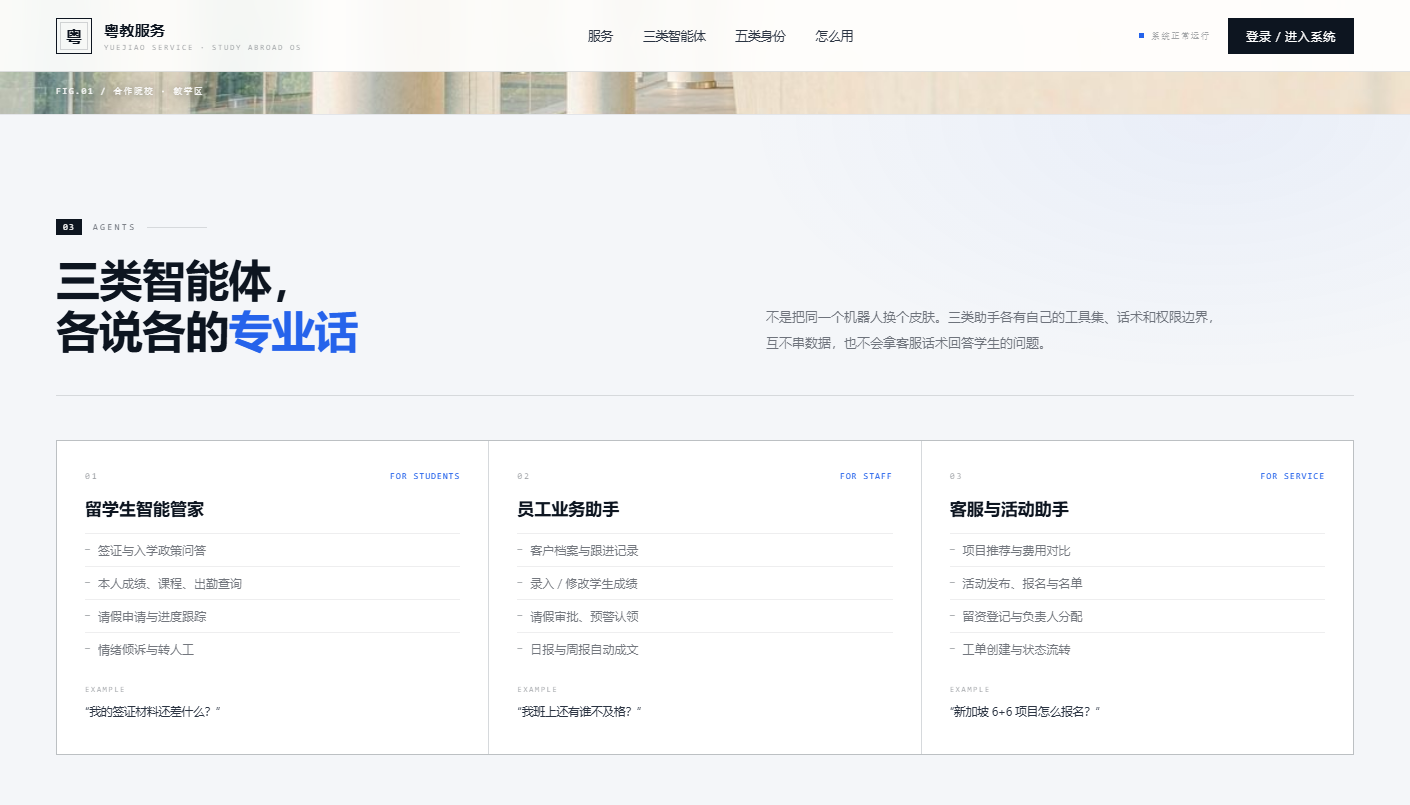 粤
粤教服务
YUEJIAO SERVICE · STUDY ABROAD OS
服务
三类智能体
五类身份
怎么用
系统正常运行
登录 / 进入系统
FIG.01 / 合作院校 · 教学区
03
AGENTS
三类智能体，
各说各的专业话
不是把同一个机器人换个皮肤。三类助手各有自己的工具集、话术和权限边界，
互不串数据，也不会拿客服话术回答学生的问题。
01
FOR STUDENTS
留学生智能管家
– 签证与入学政策问答
– 本人成绩、课程、出勤查询
– 请假申请与进度跟踪
– 情绪倾诉与转人工
EXAMPLE
“我的签证材料还差什么？”
02
FOR STAFF
员工业务助手
– 客户档案与跟进记录
– 录入 / 修改学生成绩
– 请假审批、预警认领
– 日报与周报自动成文
EXAMPLE
“我班上还有谁不及格？”
03
FOR SERVICE
客服与活动助手
– 项目推荐与费用对比
– 活动发布、报名与名单
– 留资登记与负责人分配
– 工单创建与状态流转
EXAMPLE
“新加坡 6+6 项目怎么报名？”